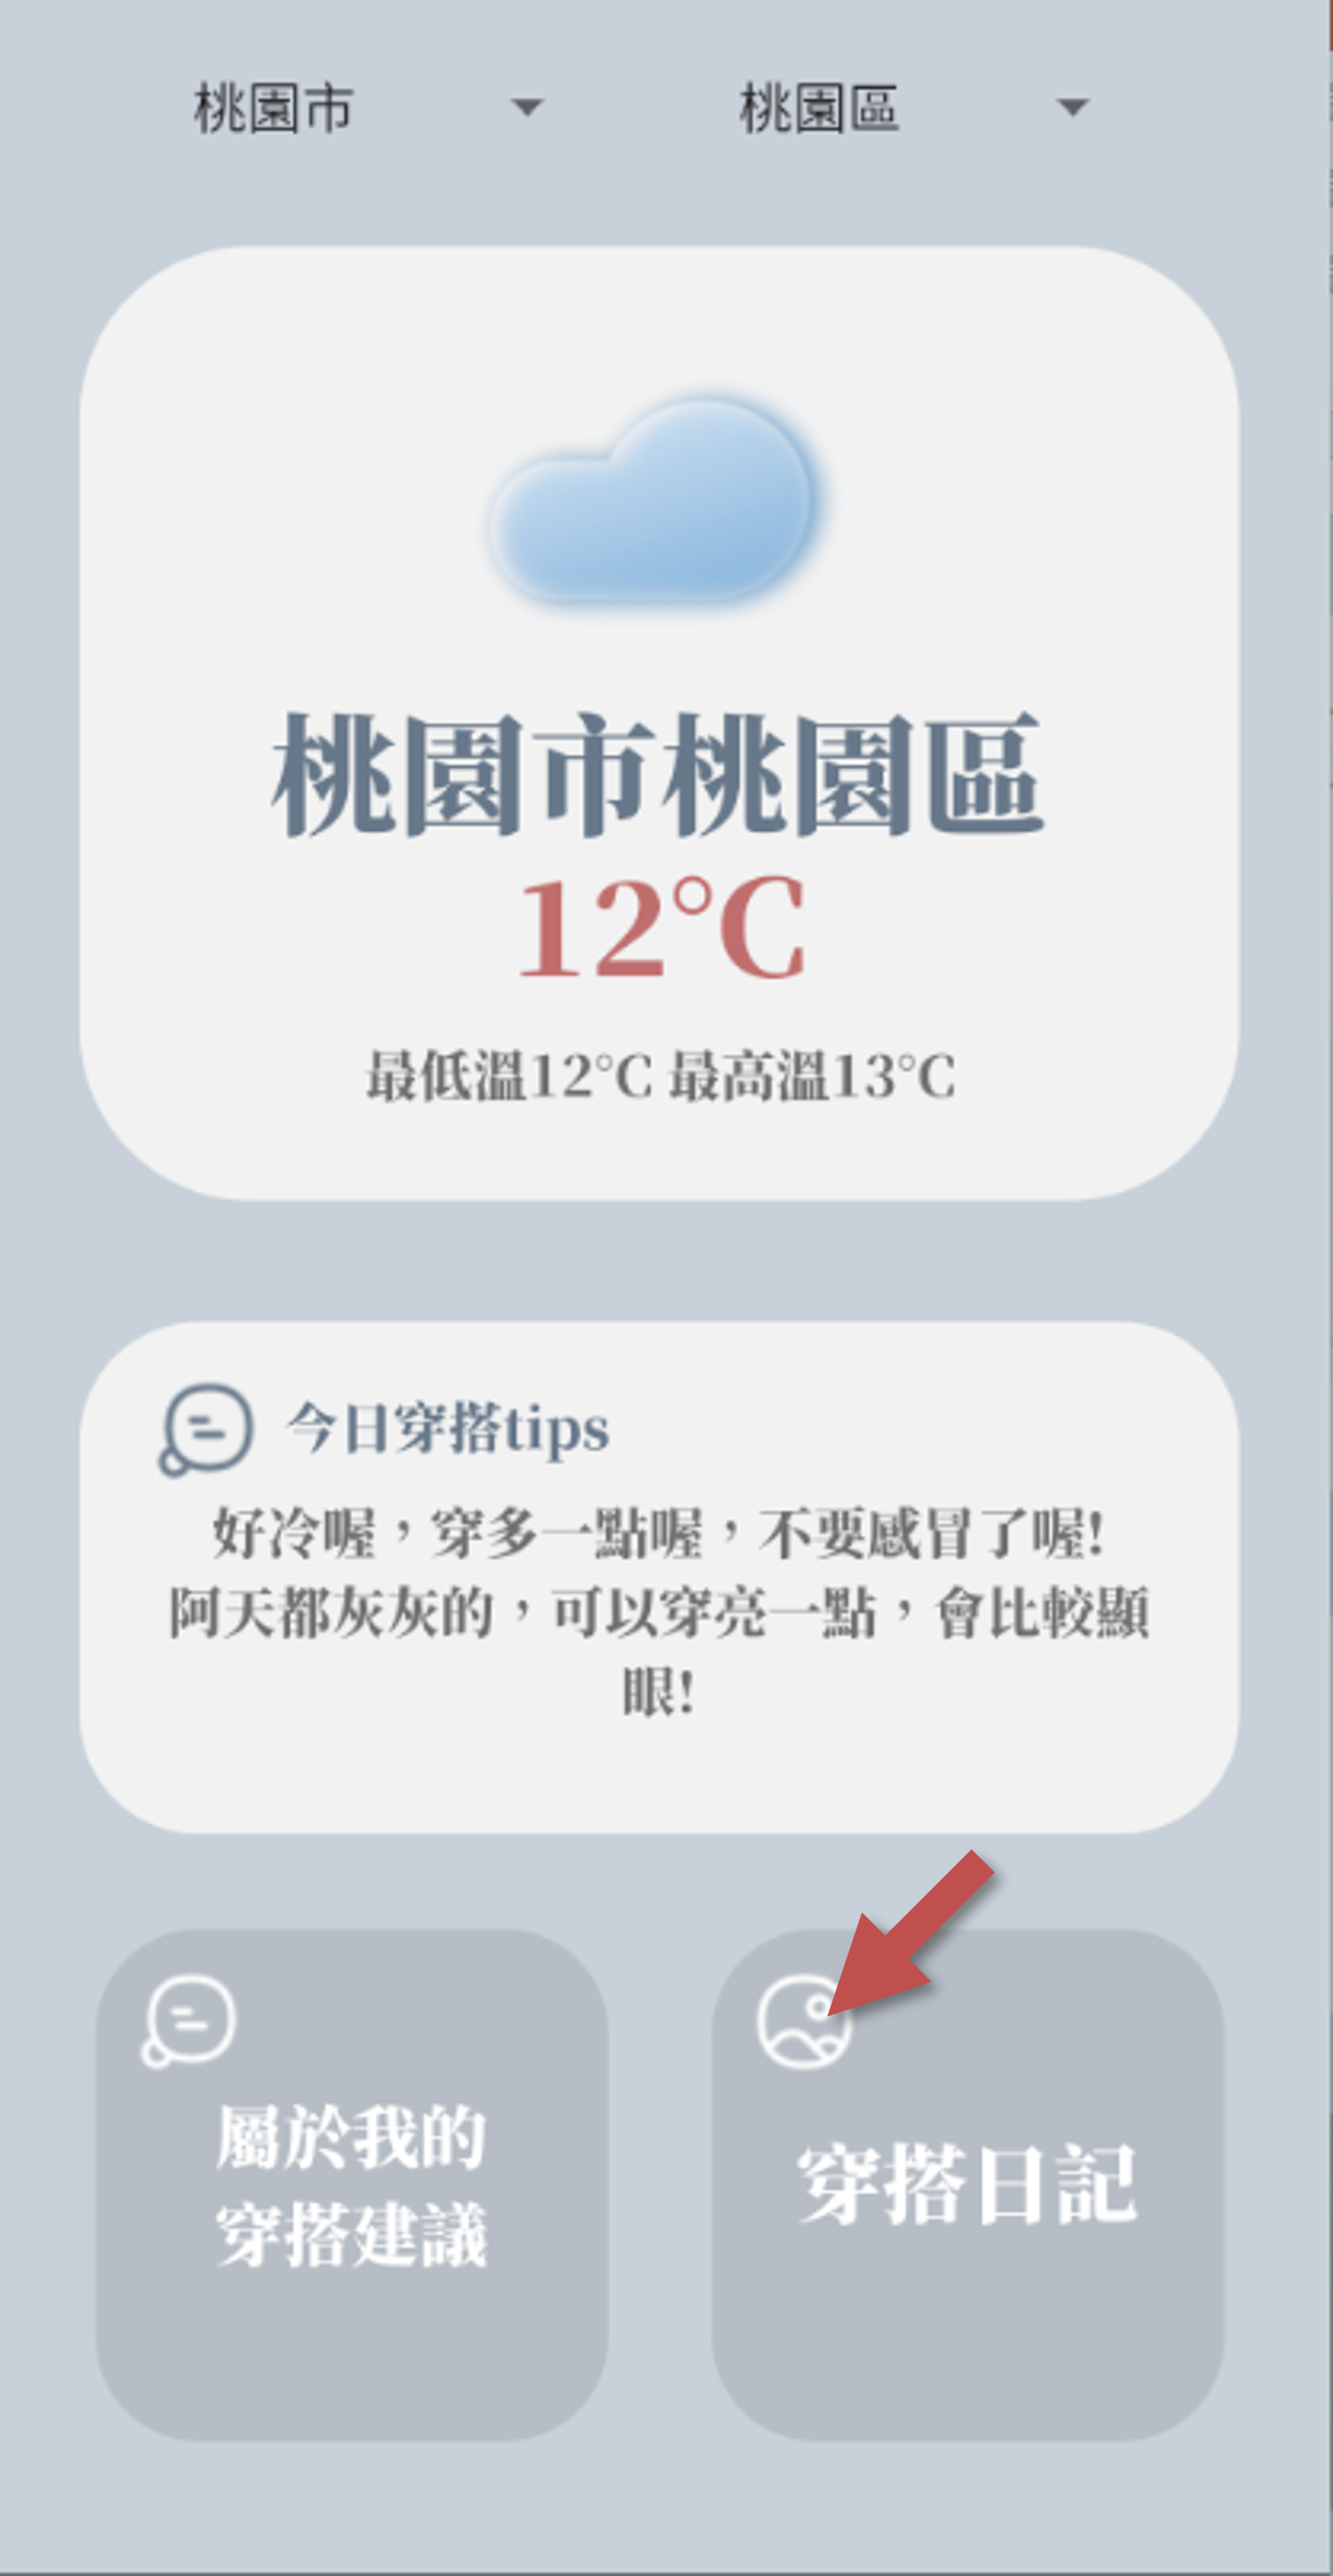 桃園市
桃園區
桃園市桃園區
12°C
最低溫12°C 最高溫13°C
今日穿搭tips
好冷喔，穿多一點喔，不要感冒了喔!
阿天都灰灰的，可以穿亮一點，會比較顯
眼!
屬於我的
穿搭建議
穿搭日記